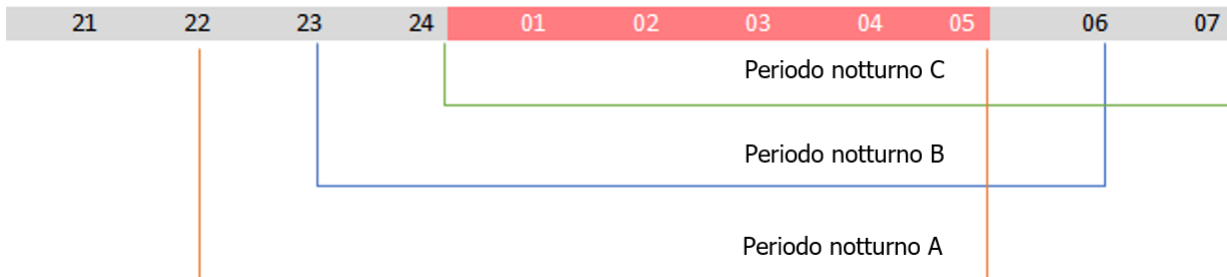 21 22 23 24 01 02 03 04 05 06 07
Periodo notturno C
Periodo notturno B
Periodo notturno A